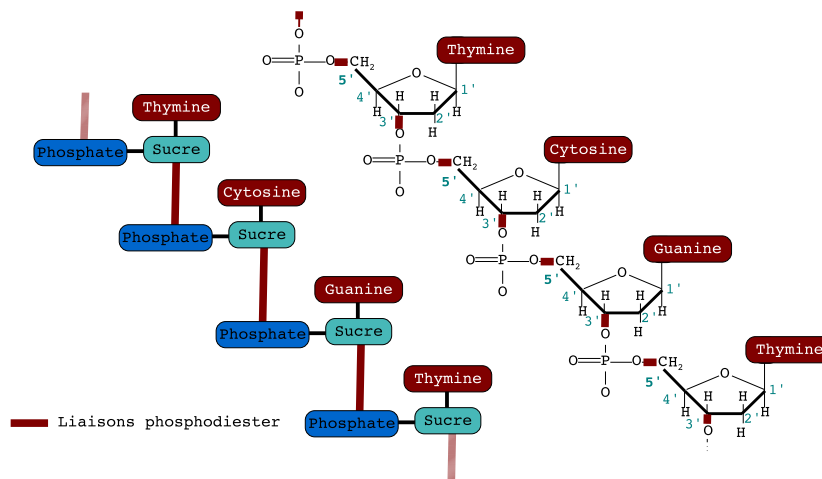 O
Thymine
O=P—O CH₂
5'
O
O
4' H
H H 1'
3' 2' H
H
Thymine
Phosphate Sucre
O
O=P—O CH₂
5'
O
Cytosine
O
4' H
H H 1'
3' 2' H
H
Cytosine
Phosphate Sucre
O
O=P—O CH₂
5'
O
Guanine
O
4' H
H H 1'
3' 2' H
H
Guanine
Phosphate Sucre
O
O=P—O CH₂
5'
O
Thymine
O
4' H
H H 1'
3' 2' H
H
O
Thymine
Phosphate Sucre
Liaisons phosphodiester